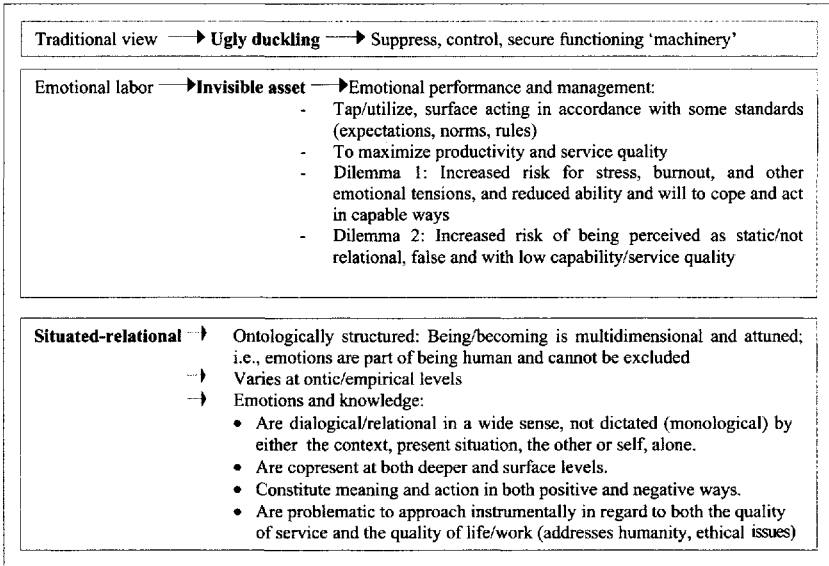 Traditional view → Ugly duckling → Suppress, control, secure functioning 'machinery'
Emotional labor → Invisible asset → Emotional performance and management:
- Tap/utilize, surface acting in accordance with some standards
(expectations, norms, rules)
- To maximize productivity and service quality
- Dilemma 1: Increased risk for stress, burnout, and other
emotional tensions, and reduced ability and will to cope and act
in capable ways
- Dilemma 2: Increased risk of being perceived as static/not
relational, false and with low capability/service quality
Situated-relational → Ontologically structured: Being/becoming is multidimensional and attuned;
i.e., emotions are part of being human and cannot be excluded
→ Varies at ontic/empirical levels
→ Emotions and knowledge:
• Are dialogical/relational in a wide sense, not dictated (monological) by
either the context, present situation, the other or self, alone.
• Are copresent at both deeper and surface levels.
• Constitute meaning and action in both positive and negative ways.
• Are problematic to approach instrumentally in regard to both the quality
of service and the quality of life/work (addresses humanity, ethical issues)